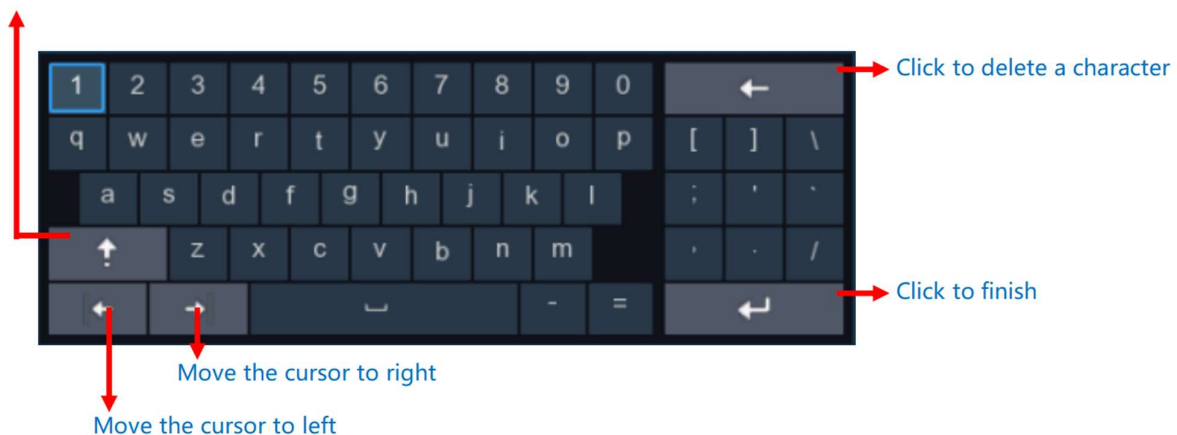 1 2 3 4 5 6 7 8 9 0
Click to delete a character
q w e r t y u i o p [ ] \
a s d f g h j k l ; ' `
z x c v b n m , . /
Click to finish
- =
Move the cursor to right
Move the cursor to left